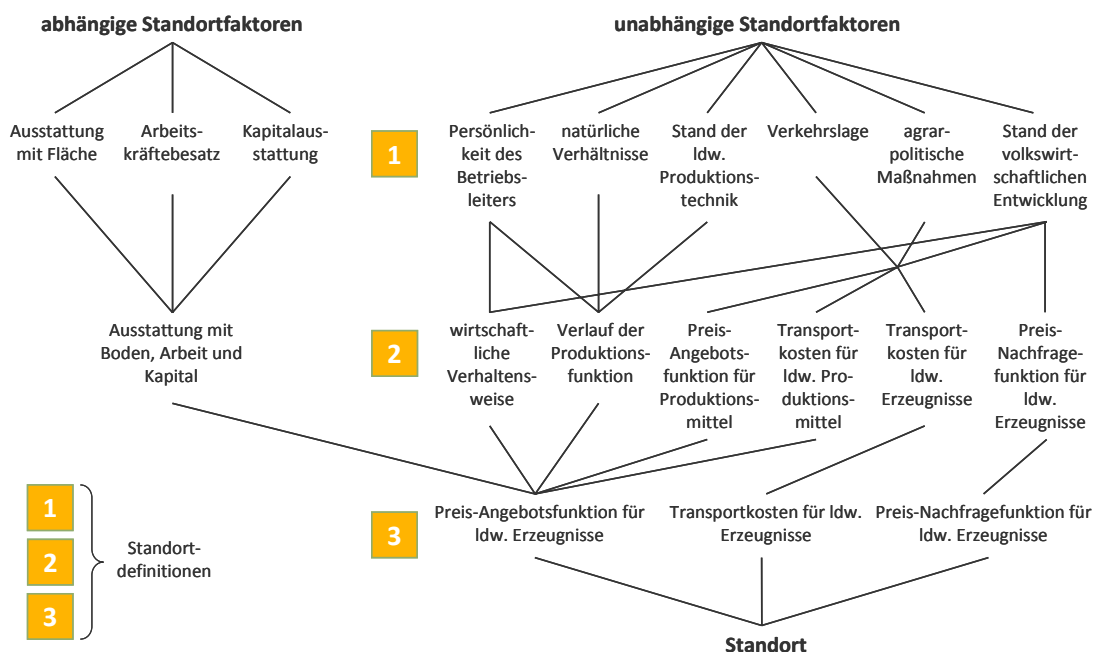 abhängige Standortfaktoren
unabhängige Standortfaktoren
Ausstattung
mit Fläche
Arbeits-
kräftebesatz
Kapitalaus-
stattung
1
Persönlich-
keit des
Betriebs-
leiters
natürliche
Verhältnisse
Stand der
ldw.
Produktions-
technik
Verkehrslage
agrar-
politische
Maßnahmen
Stand der
volkswirt-
schaftlichen
Entwicklung
Ausstattung mit
Boden, Arbeit und
Kapital
2
wirtschaft-
liche
Verhaltens-
weise
Verlauf der
Produktions-
funktion
Preis-
Angebots-
funktion für
Produktions-
mittel
Transport-
kosten für
ldw. Pro-
duktions-
mittel
Transport-
kosten für
ldw.
Erzeugnisse
Preis-
Nachfrage-
funktion für
ldw.
Erzeugnisse
1
2
3
Standort-
definitionen
3
Preis-Angebotsfunktion für
ldw. Erzeugnisse
Transportkosten für ldw.
Erzeugnisse
Preis-Nachfragefunktion für
ldw. Erzeugnisse
Standort